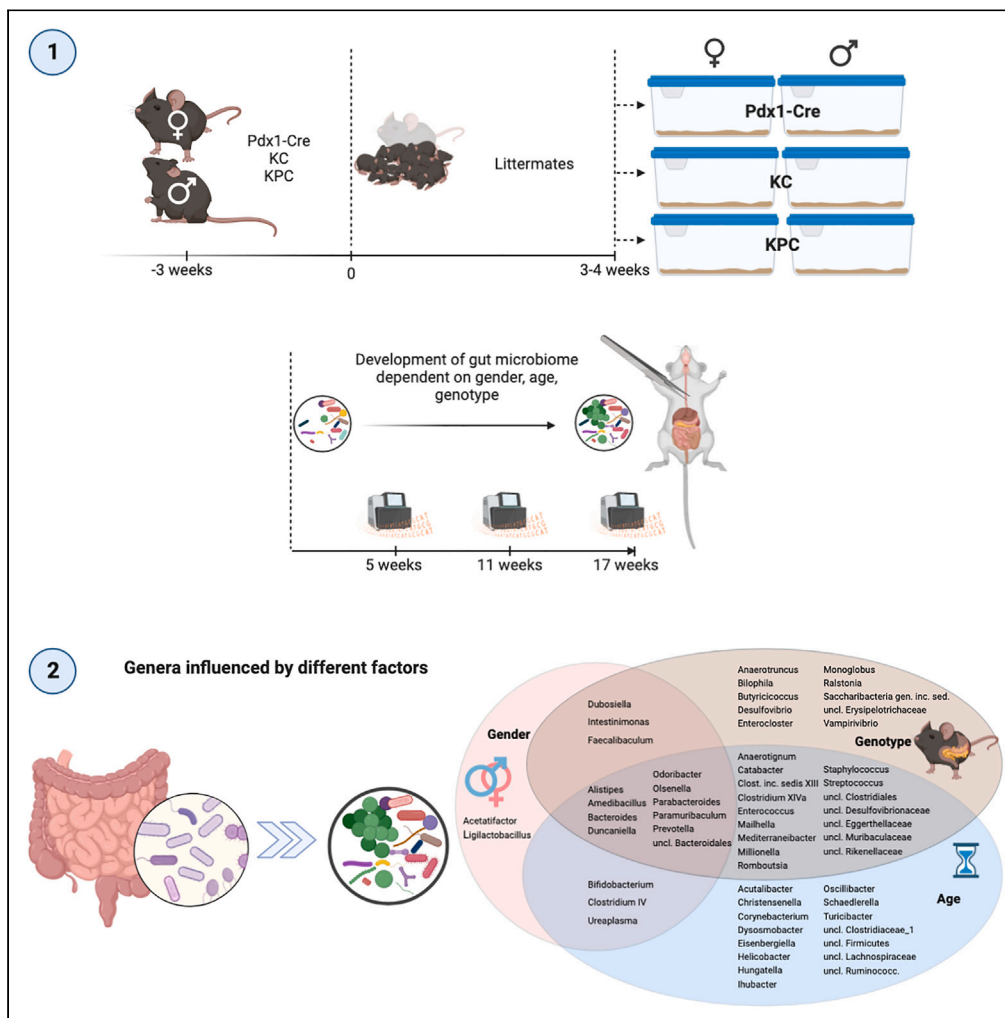 1
Pdx1-Cre
KC
KPC
Littermates
Pdx1-Cre
KC
KPC
-3 weeks
0
3-4 weeks
Development of gut microbiome
dependent on gender, age,
genotype
5 weeks
11 weeks
17 weeks
2
Genera influenced by different factors
Gender
Acetatifactor
Ligilactobacillus
Dubosiella
Intestinimonas
Faecalibaculum
Anaerotruncus
Bilophila
Butyricicoccus
Desulfovibrio
Enterocloster
Monoglobus
Ralstonia
Saccharibacteria gen. inc. sed.
uncl. Erysipelotrichaceae
Vampirivibrio
Genotype
Alistipes
Amedibacillus
Bacteroides
Duncaniella
Odoribacter
Olsenella
Parabacteroides
Paramuribaculum
Prevotella
uncl. Bacteroidales
Anaerotignum
Catabacter
Clost. inc. sedis XIII
Clostridium XIVa
Enterococcus
Mailhella
Mediterraneibacter
Millionella
Romboutsia
Staphylococcus
Streptococcus
uncl. Clostridiales
uncl. Desulfovibrionaceae
uncl. Eggerthellaceae
uncl. Muribaculaceae
uncl. Rikenellaceae
Age
Bifidobacterium
Clostridium IV
Ureaplasma
Acutalibacter
Christensenella
Corynebacterium
Dysosmobacter
Eisenbergiella
Helicobacter
Hungatella
Ihubacter
Oscillibacter
Schaedlerella
Turicibacter
uncl. Clostridiaceae_1
uncl. Firmicutes
uncl. Lachnospiraceae
uncl. Ruminococc.